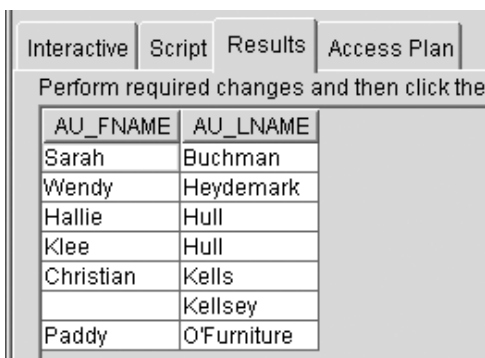 Interactive Script Results Access Plan
Perform required changes and then click the
AU_FNAME AU_LNAME
Sarah Buchman
Wendy Heydemark
Hallie Hull
Klee Hull
Christian Kells
Kellsey
Paddy O'Furniture